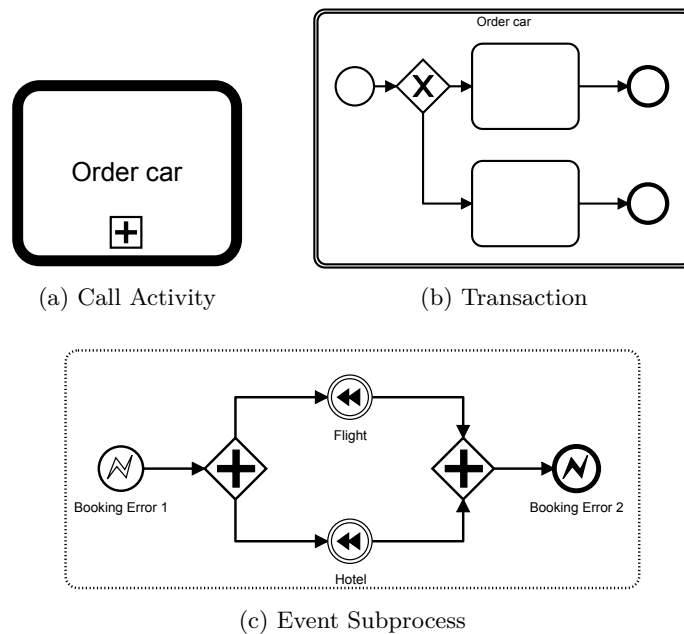 Order car
Order car
(a) Call Activity
(b) Transaction
Flight
Booking Error 1
Booking Error 2
Hotel
(c) Event Subprocess